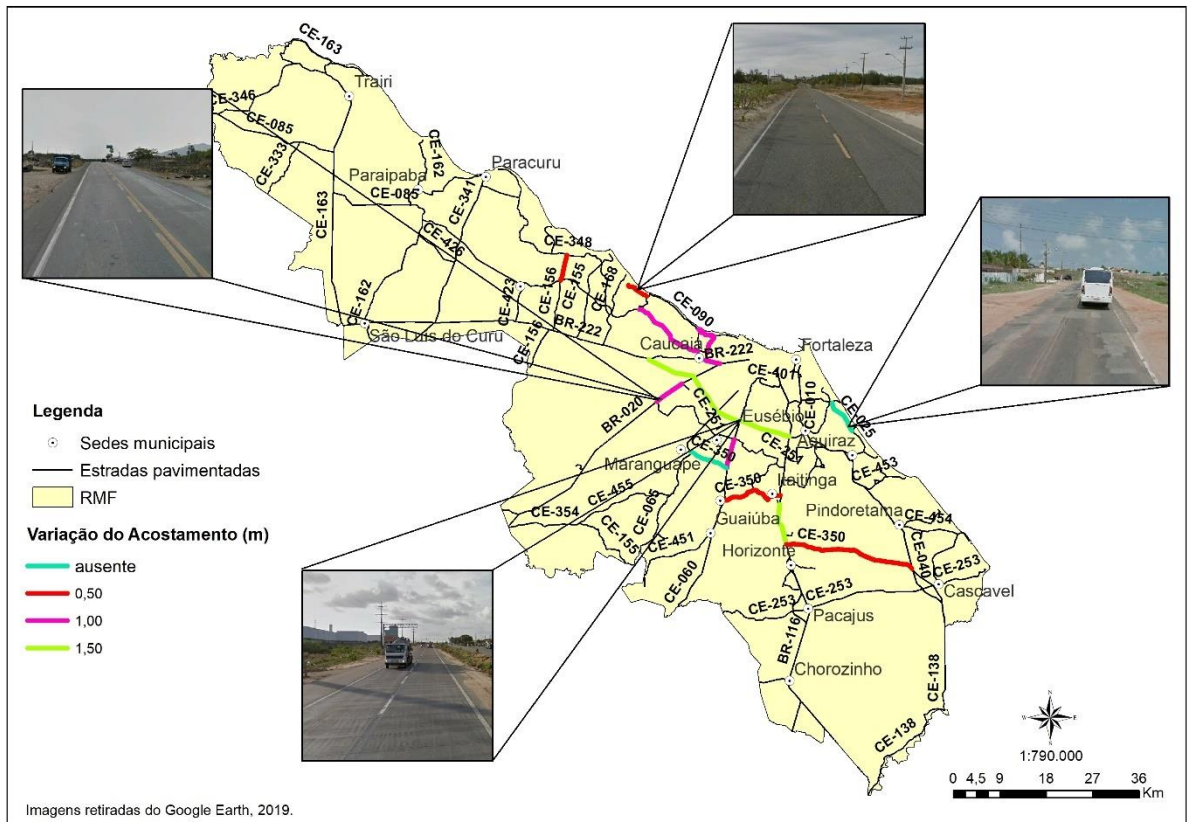 CE-163
Trairi
CE-346
CE-085
CE-333
CE-162
Paracuru
Paraipaba
CE-085
CE-341
CE-163
CE-426
CE-348
CE-156
CE-155
CE-168
CE-423
CE-162
São Luis do Curu
CE-156
BR-222
CE-090
Caucaia
BR-222
Fortaleza
CE-401
CE-010
CE-025
BR-020
CE-25
Eusébio
Aquiraz
CE-251
CE-350
Maranguape
CE-453
CE-350
Itaitinga
CE-455
CE-065
Guaiúba
Pindoretama
CE-454
CE-354
CE-155
CE-451
CE-350
Horizonte
CE-040
CE-253
CE-060
CE-253
CE-253
Cascavel
Pacajus
BR-116
Chorozinho
CE-138
CE-138
Legenda
Sedes municipais
Estradas pavimentadas
RMF
Variação do Acostamento (m)
ausente
0,50
1,00
1,50
N
W
E
S
1:790.000
0 4,5 9 18 27 36
Km
Imagens retiradas do Google Earth, 2019.